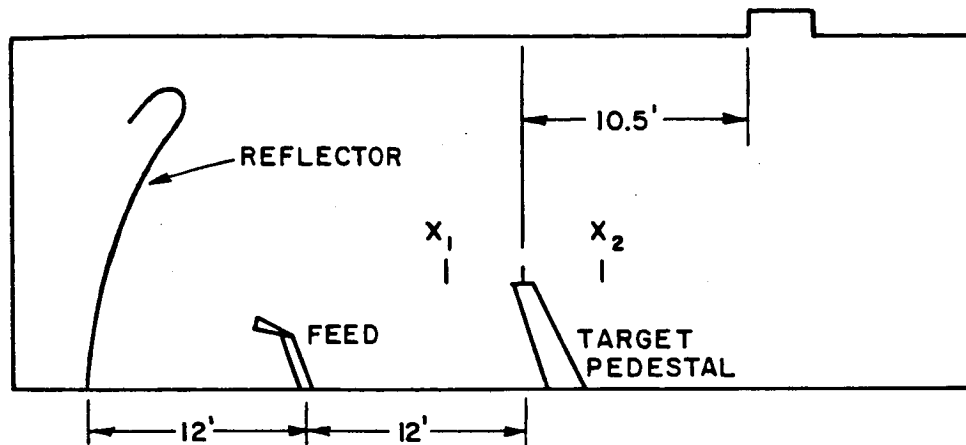 10.5'
REFLECTOR
X₁
X₂
FEED
TARGET
PEDESTAL
12'
12'